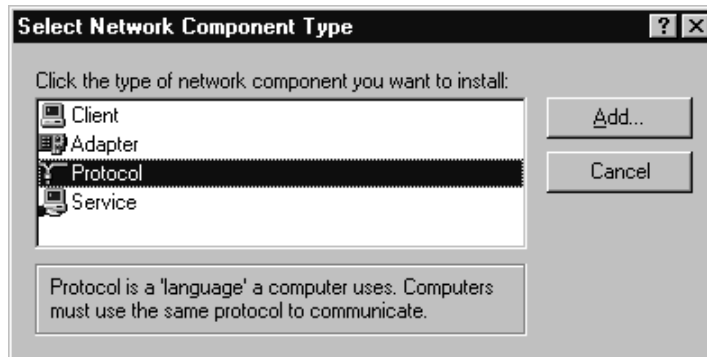 Select Network Component Type
Click the type of network component you want to install:
Client
Adapter
Protocol
Service
Add...
Cancel
Protocol is a 'language' a computer uses. Computers
must use the same protocol to communicate.